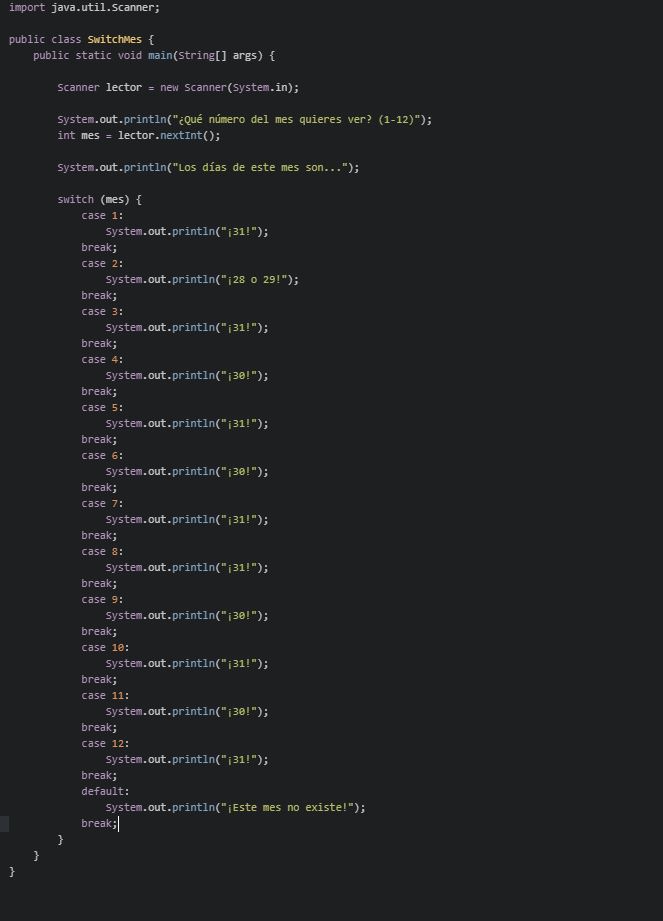 import java.util.Scanner;
public class SwitchMes {
public static void main(String[] args) {
Scanner lector = new Scanner(System.in);
System.out.println("¿Qué número del mes quieres ver? (1-12)");
int mes = lector.nextInt();
System.out.println("Los días de este mes son...");
switch (mes) {
case 1:
System.out.println("¡31!");
break;
case 2:
System.out.println("¡28 o 29!");
break;
case 3:
System.out.println("¡31!");
break;
case 4:
System.out.println("¡30!");
break;
case 5:
System.out.println("¡31!");
break;
case 6:
System.out.println("¡30!");
break;
case 7:
System.out.println("¡31!");
break;
case 8:
System.out.println("¡31!");
break;
case 9:
System.out.println("¡30!");
break;
case 10:
System.out.println("¡31!");
break;
case 11:
System.out.println("¡30!");
break;
case 12:
System.out.println("¡31!");
break;
default:
System.out.println("¡Este mes no existe!");
break;
}
}
}